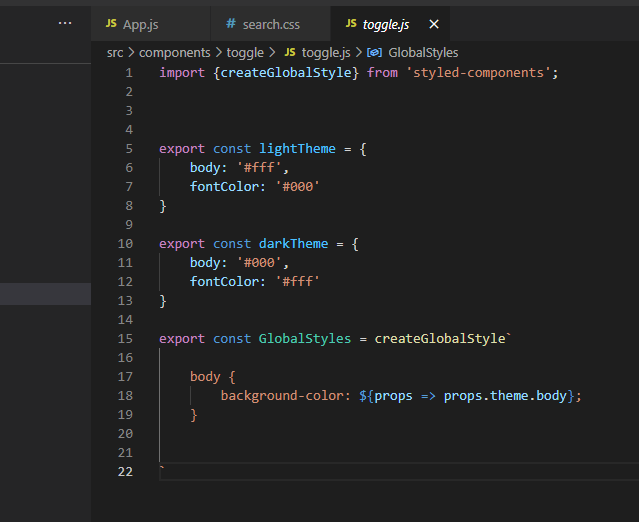 ··· JS App.js # search.css JS toggle.js ×
src > components > toggle > JS toggle.js > GlobalStyles
1 import {createGlobalStyle} from 'styled-components';
2
3
4
5 export const lightTheme = {
6 body: '#fff',
7 fontColor: '#000'
8 }
9
10 export const darkTheme = {
11 body: '#000',
12 fontColor: '#fff'
13 }
14
15 export const GlobalStyles = createGlobalStyle`
16
17 body {
18 background-color: ${props => props.theme.body};
19 }
20
21
22 `